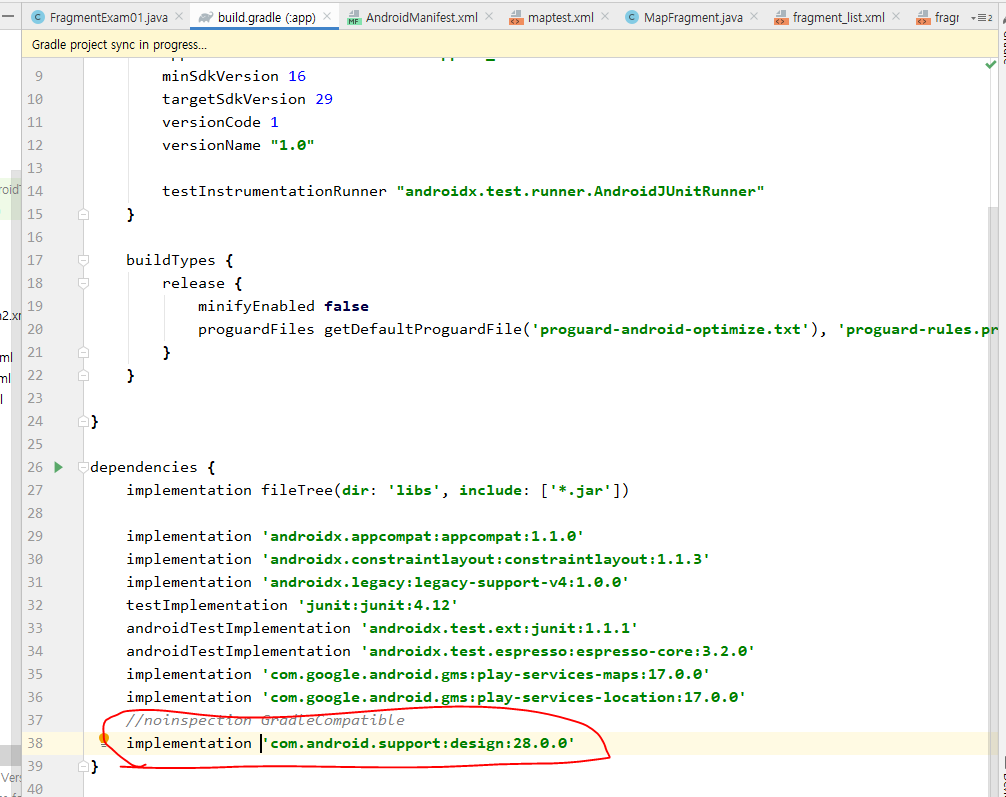 FragmentExam01.java build.gradle (:app) AndroidManifest.xml maptest.xml MapFragment.java fragment_list.xml fragr
Gradle project sync in progress...
9 minSdkVersion 16
10 targetSdkVersion 29
11 versionCode 1
12 versionName "1.0"
13
14 testInstrumentationRunner "androidx.test.runner.AndroidJUnitRunner"
15 }
16
17 buildTypes {
18 release {
19 minifyEnabled false
20 proguardFiles getDefaultProguardFile('proguard-android-optimize.txt'), 'proguard-rules.pr
21 }
22 }
23
24 }
25
26 dependencies {
27 implementation fileTree(dir: 'libs', include: ['*.jar'])
28
29 implementation 'androidx.appcompat:appcompat:1.1.0'
30 implementation 'androidx.constraintlayout:constraintlayout:1.1.3'
31 implementation 'androidx.legacy:legacy-support-v4:1.0.0'
32 testImplementation 'junit:junit:4.12'
33 androidTestImplementation 'androidx.test.ext:junit:1.1.1'
34 androidTestImplementation 'androidx.test.espresso:espresso-core:3.2.0'
35 implementation 'com.google.android.gms:play-services-maps:17.0.0'
36 implementation 'com.google.android.gms:play-services-location:17.0.0'
37 //noinspection GradleCompatible
38 implementation 'com.android.support:design:28.0.0'
39 }
40